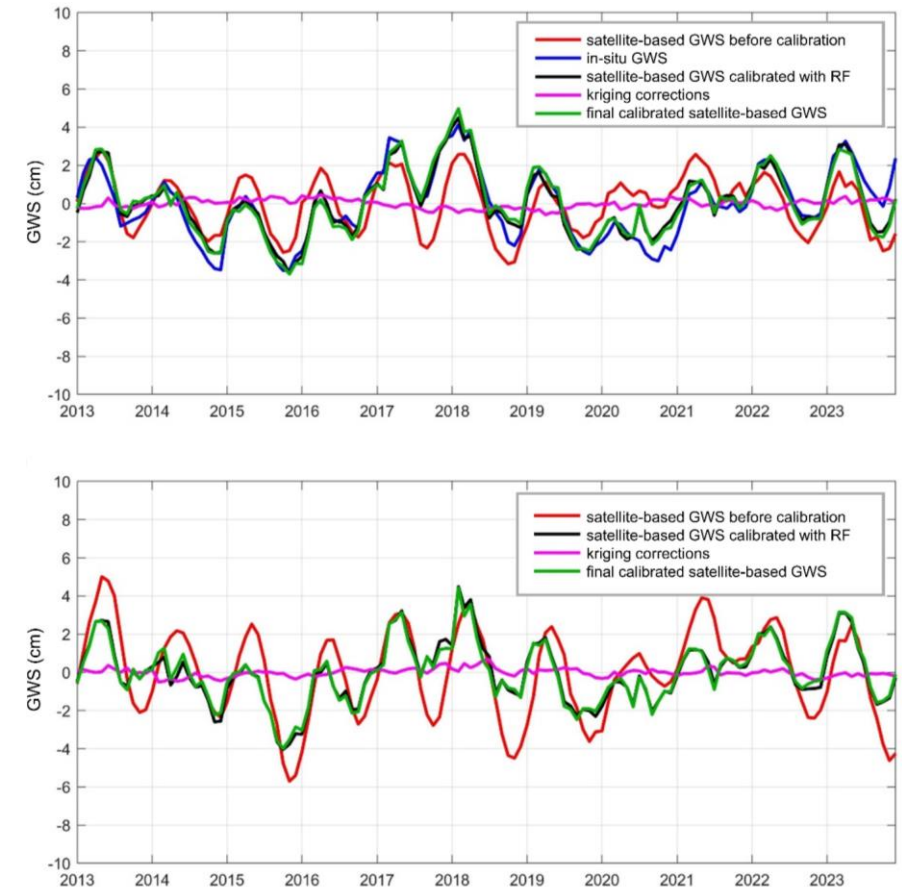 10
8
6
4
2
0
-2
-4
-6
-8
-10
GWS (cm)
satellite-based GWS before calibration
in-situ GWS
satellite-based GWS calibrated with RF
kriging corrections
final calibrated satellite-based GWS
2013 2014 2015 2016 2017 2018 2019 2020 2021 2022 2023
10
8
6
4
2
0
-2
-4
-6
-8
-10
GWS (cm)
satellite-based GWS before calibration
satellite-based GWS calibrated with RF
kriging corrections
final calibrated satellite-based GWS
2013 2014 2015 2016 2017 2018 2019 2020 2021 2022 2023